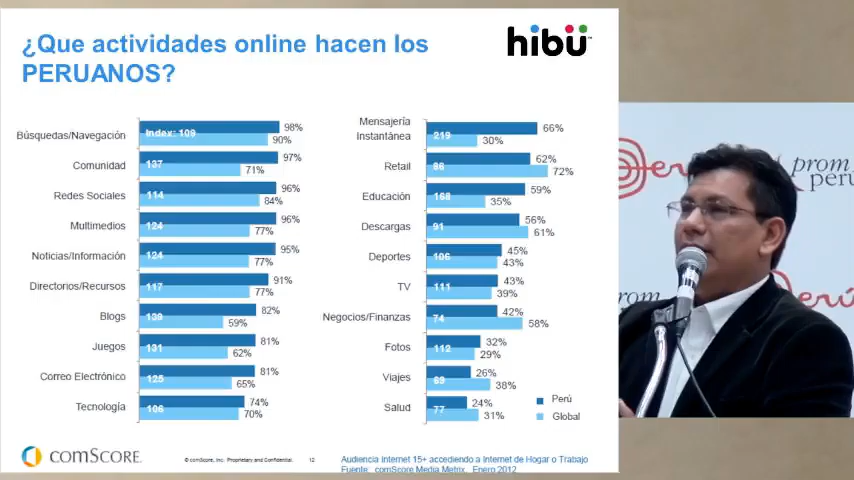 ¿Que actividades online hacen los
PERUANOS?
hibü
Búsquedas/Navegación Index: 109 98% 90%
Comunidad 137 97% 71%
Redes Sociales 114 96% 84%
Multimedios 124 96% 77%
Noticias/Información 124 95% 77%
Directorios/Recursos 117 91% 77%
Blogs 139 82% 59%
Juegos 131 81% 62%
Correo Electrónico 125 81% 65%
Tecnología 106 74% 70%
Mensajería
Instantánea 219 66% 30%
Retail 86 62% 72%
Educación 168 59% 35%
Descargas 91 56% 61%
Deportes 106 45% 43%
TV 111 43% 39%
Negocios/Finanzas 74 42% 58%
Fotos 112 32% 29%
Viajes 69 26% 38%
Salud 77 24% 31%
Perú
Global
comSCORE.
© comScore, Inc. Proprietary and Confidential.
12
Audiencia Internet 15+ accediendo a Internet de Hogar o Trabajo
Fuente: comScore Media Metrix, Enero 2012
prom
perú